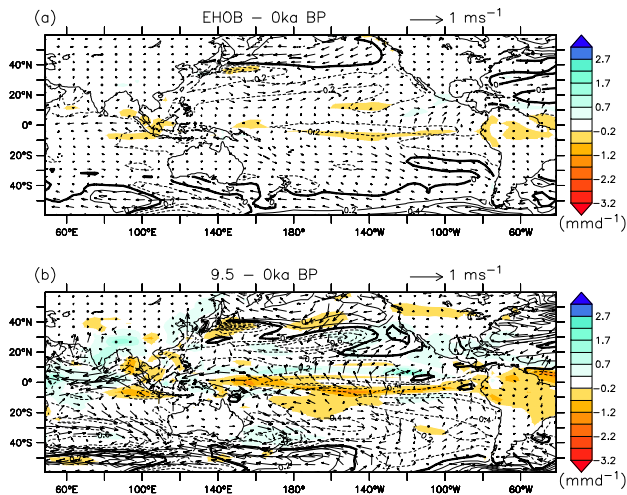 (a) EHOB − 0ka BP 1 ms⁻¹
40°N
20°N
0°
20°S
40°S
60°E 100°E 140°E 180° 140°W 100°W 60°W
2.7
1.7
0.7
−0.2
−1.2
−2.2
−3.2
(mmd⁻¹)
(b) 9.5 − 0ka BP 1 ms⁻¹
40°N
20°N
0°
20°S
40°S
60°E 100°E 140°E 180° 140°W 100°W 60°W
2.7
1.7
0.7
−0.2
−1.2
−2.2
−3.2
(mmd⁻¹)